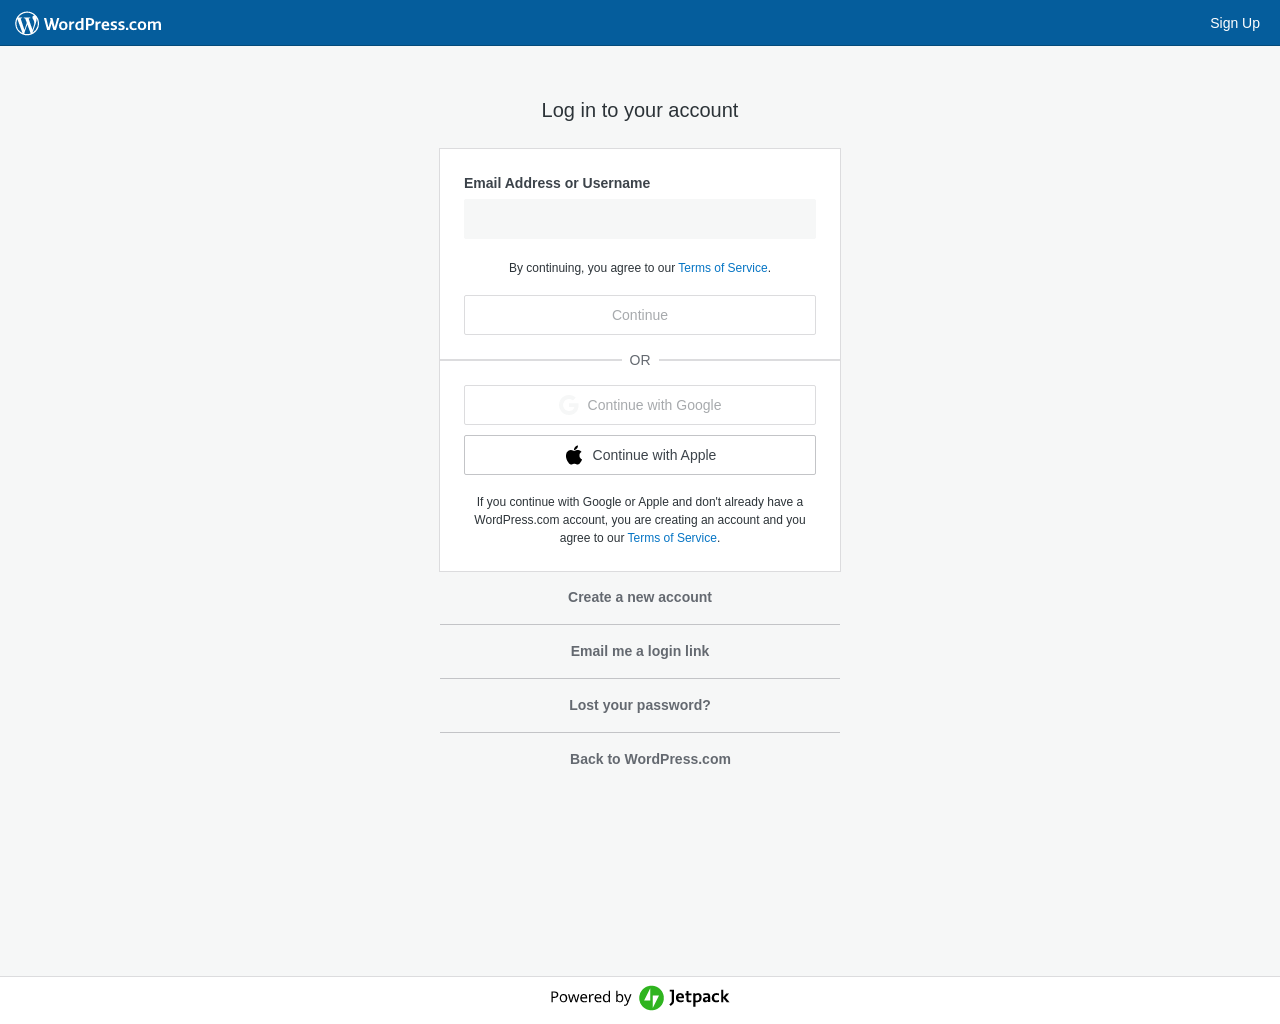 WordPress.com
Sign Up
Log in to your account
Email Address or Username
By continuing, you agree to our Terms of Service.
Continue
OR
Continue with Google
Continue with Apple
If you continue with Google or Apple and don't already have a
WordPress.com account, you are creating an account and you
agree to our Terms of Service.
Create a new account
Email me a login link
Lost your password?
Back to WordPress.com
Powered by Jetpack